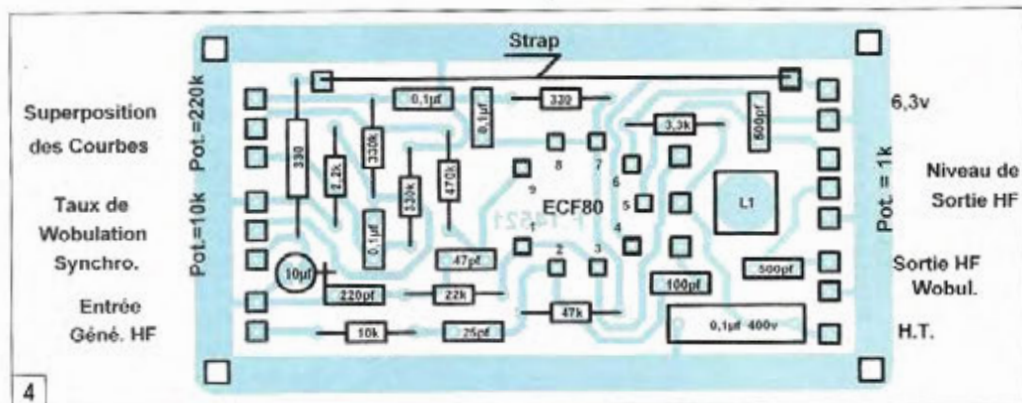 Strap
Superposition
des Courbes
Pot.=220k
Taux de
Wobulation
Synchro.
Pot.=10k
Entrée
Géné. HF
330
2,2k
330k
0,1µf
330k
470k
0,1µf
0,1µf
330
3,3k
500pf
6,3v
Niveau de
Sortie HF
Pot. = 1k
L1
ECF80
1
2
3
4
5
6
7
8
9
F.14521
10µf
220pf
47pf
22k
10k
25pf
47k
100pf
500pf
0,1µf 400v
Sortie HF
Wobul.
H.T.
4